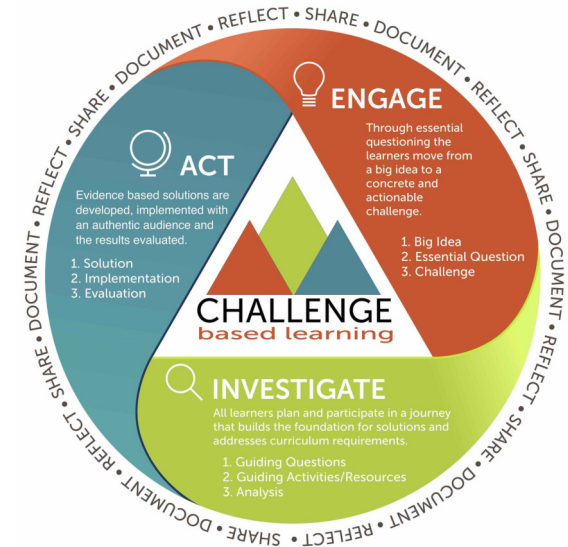 DOCUMENT • REFLECT • SHARE • DOCUMENT • REFLECT • SHARE • DOCUMENT • REFLECT • SHARE • DOCUMENT • REFLECT • SHARE • DOCUMENT • REFLECT • SHARE • DOCUMENT • REFLECT • SHARE •
ENGAGE
Through essential
questioning the
learners move from
a big idea to a
concrete and
actionable
challenge.
1. Big Idea
2. Essential Question
3. Challenge
ACT
Evidence based solutions are
developed, implemented with
an authentic audience and
the results evaluated.
1. Solution
2. Implementation
3. Evaluation
CHALLENGE
based learning
INVESTIGATE
All learners plan and participate in a journey
that builds the foundation for solutions and
addresses curriculum requirements.
1. Guiding Questions
2. Guiding Activities/Resources
3. Analysis